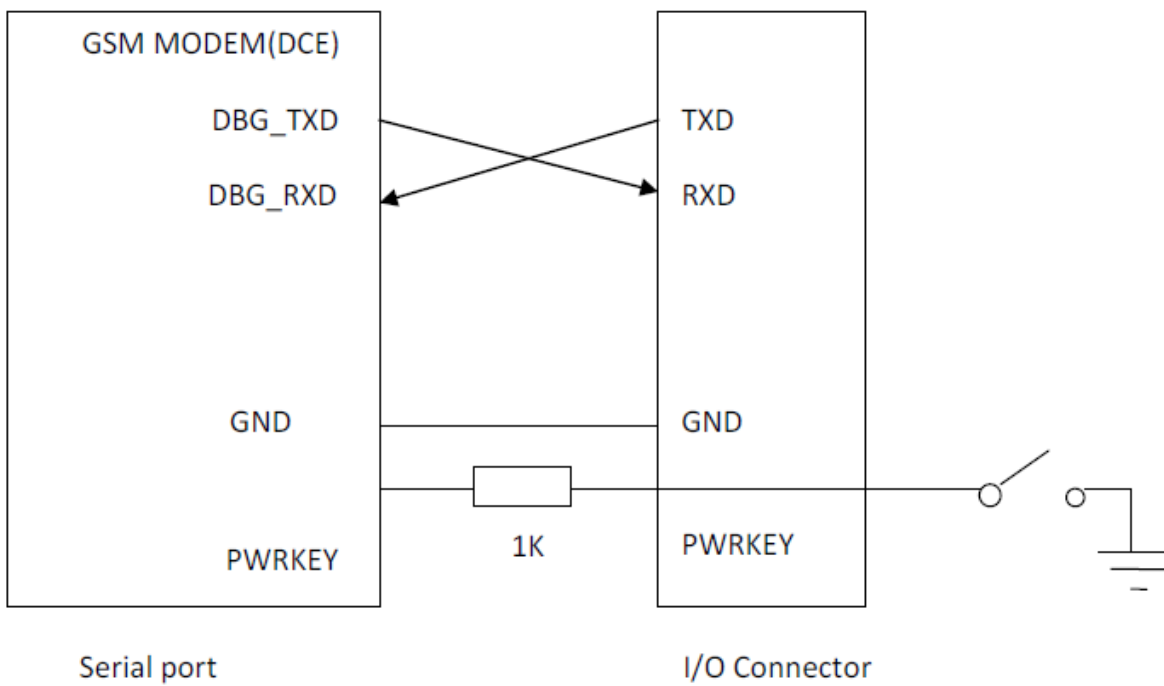 GSM MODEM(DCE)
DBG_TXD
TXD
DBG_RXD
RXD
GND
GND
1K
PWRKEY
PWRKEY
Serial port
I/O Connector